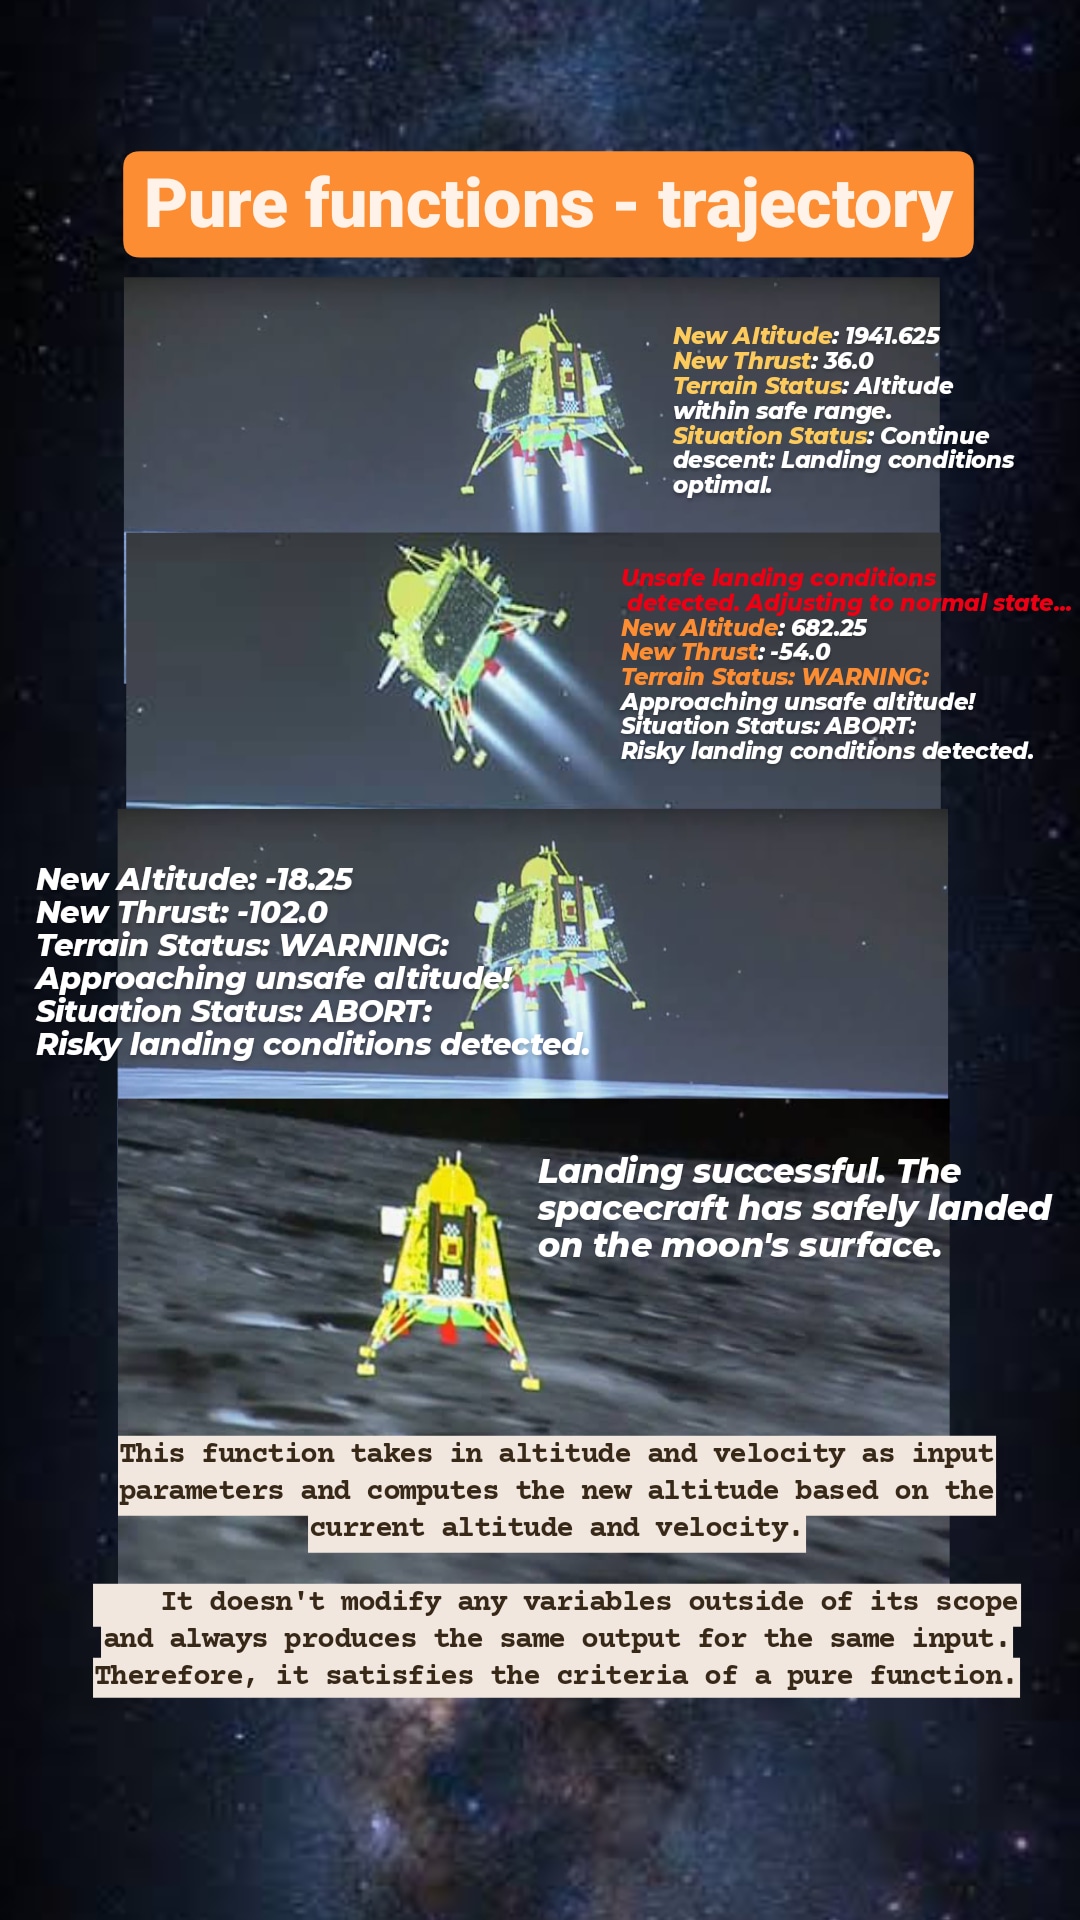 Pure functions - trajectory
New Altitude: 1941.625
New Thrust: 36.0
Terrain Status: Altitude
within safe range.
Situation Status: Continue
descent: Landing conditions
optimal.
Unsafe landing conditions
detected. Adjusting to normal state...
New Altitude: 682.25
New Thrust: -54.0
Terrain Status: WARNING:
Approaching unsafe altitude!
Situation Status: ABORT:
Risky landing conditions detected.
New Altitude: -18.25
New Thrust: -102.0
Terrain Status: WARNING:
Approaching unsafe altitude!
Situation Status: ABORT:
Risky landing conditions detected.
Landing successful. The
spacecraft has safely landed
on the moon's surface.
This function takes in altitude and velocity as input
parameters and computes the new altitude based on the
current altitude and velocity.
It doesn't modify any variables outside of its scope
and always produces the same output for the same input.
Therefore, it satisfies the criteria of a pure function.